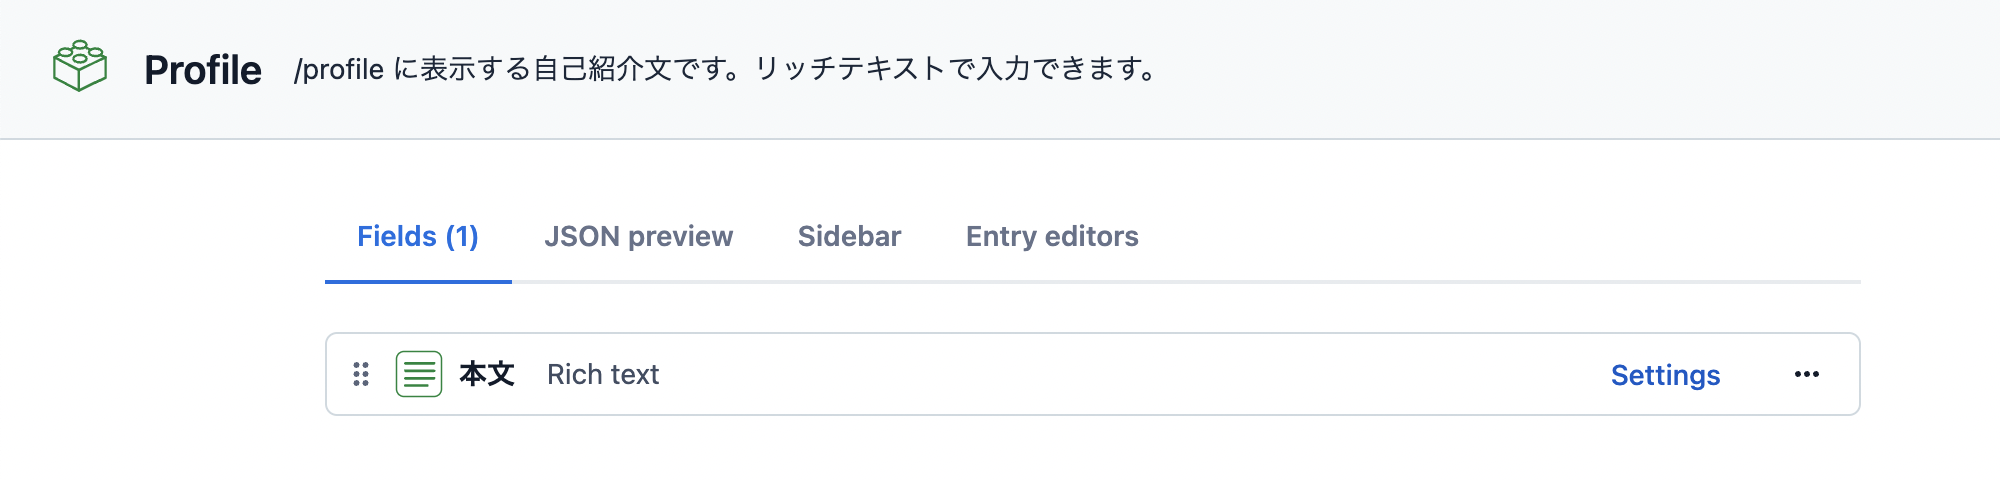 Profile /profile に表示する自己紹介文です。リッチテキストで入力できます。
Fields (1) JSON preview Sidebar Entry editors
本文 Rich text Settings